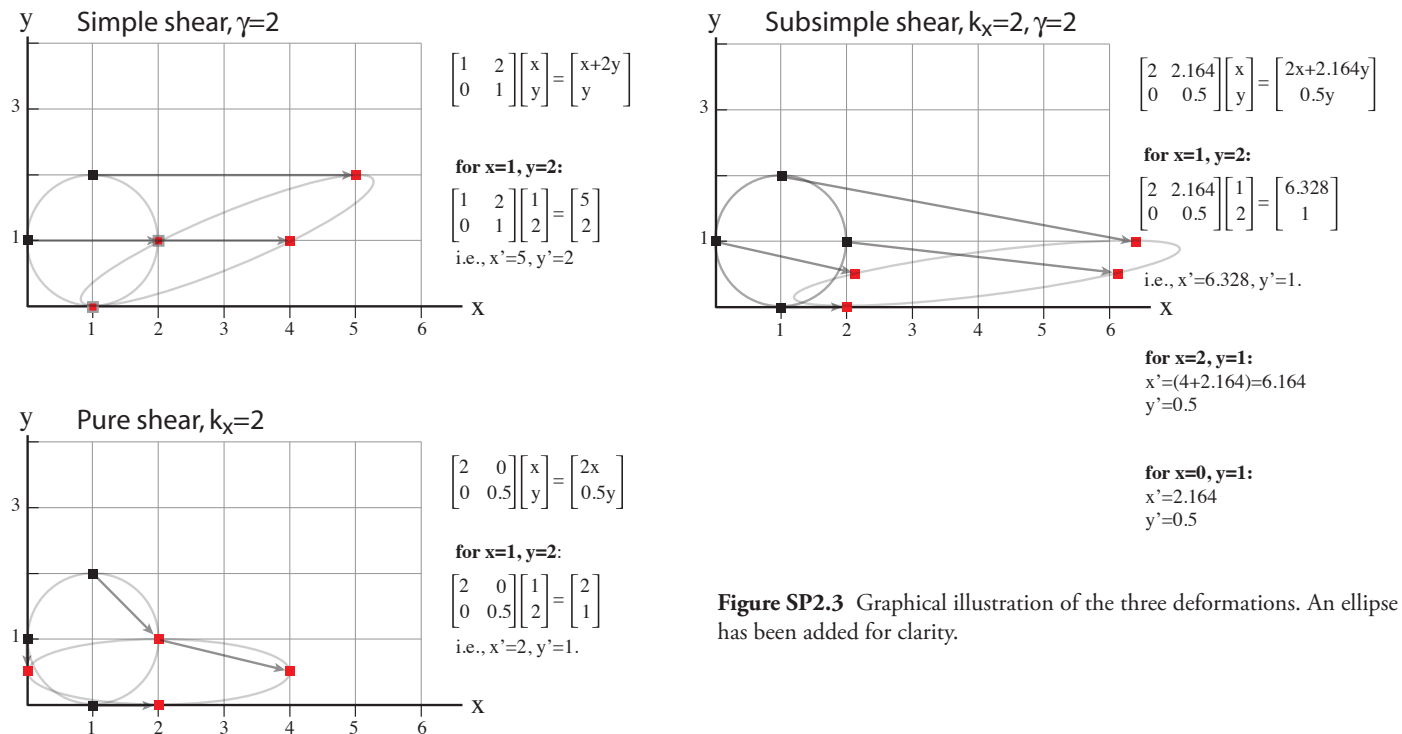 y
Simple shear, γ=2
3
1
1 2 3 4 5 6
x
[1 2
0 1] [x
y] = [x+2y
y]
for x=1, y=2:
[1 2
0 1] [1
2] = [5
2]
i.e., x’=5, y’=2
y
Pure shear, kx=2
3
1
1 2 3 4 5 6
x
[2 0
0 0.5] [x
y] = [2x
0.5y]
for x=1, y=2:
[2 0
0 0.5] [1
2] = [2
1]
i.e., x’=2, y’=1.
y
Subsimple shear, kx=2, γ=2
3
1
1 2 3 4 5 6
x
[2 2.164
0 0.5] [x
y] = [2x+2.164y
0.5y]
for x=1, y=2:
[2 2.164
0 0.5] [1
2] = [6.328
1]
i.e., x’=6.328, y’=1.
for x=2, y=1:
x’=(4+2.164)=6.164
y’=0.5
for x=0, y=1:
x’=2.164
y’=0.5
Figure SP2.3 Graphical illustration of the three deformations. An ellipse
has been added for clarity.